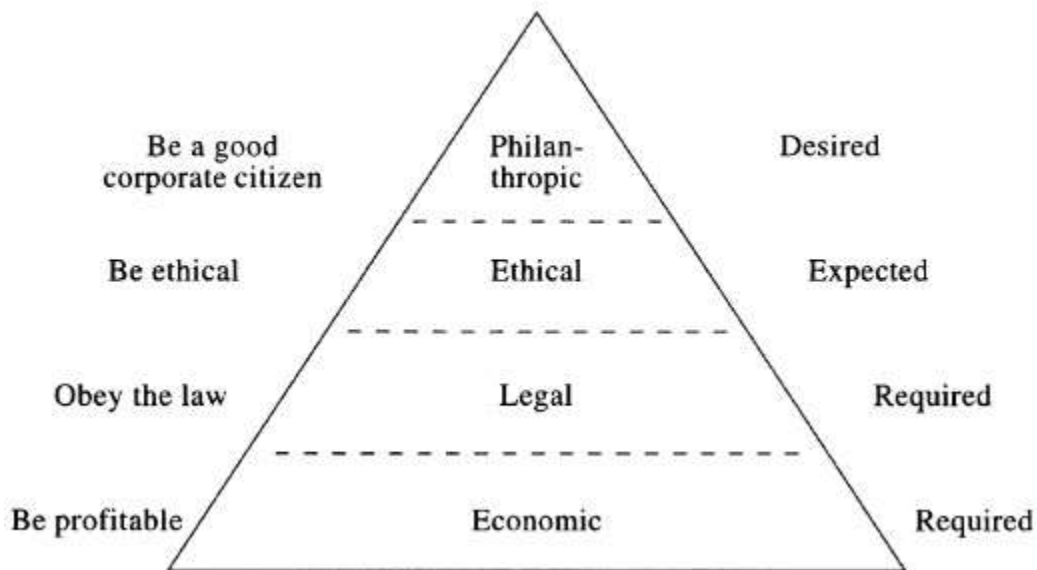 Be a good
corporate citizen
Philan-
thropic
Desired
Be ethical
Ethical
Expected
Obey the law
Legal
Required
Be profitable
Economic
Required